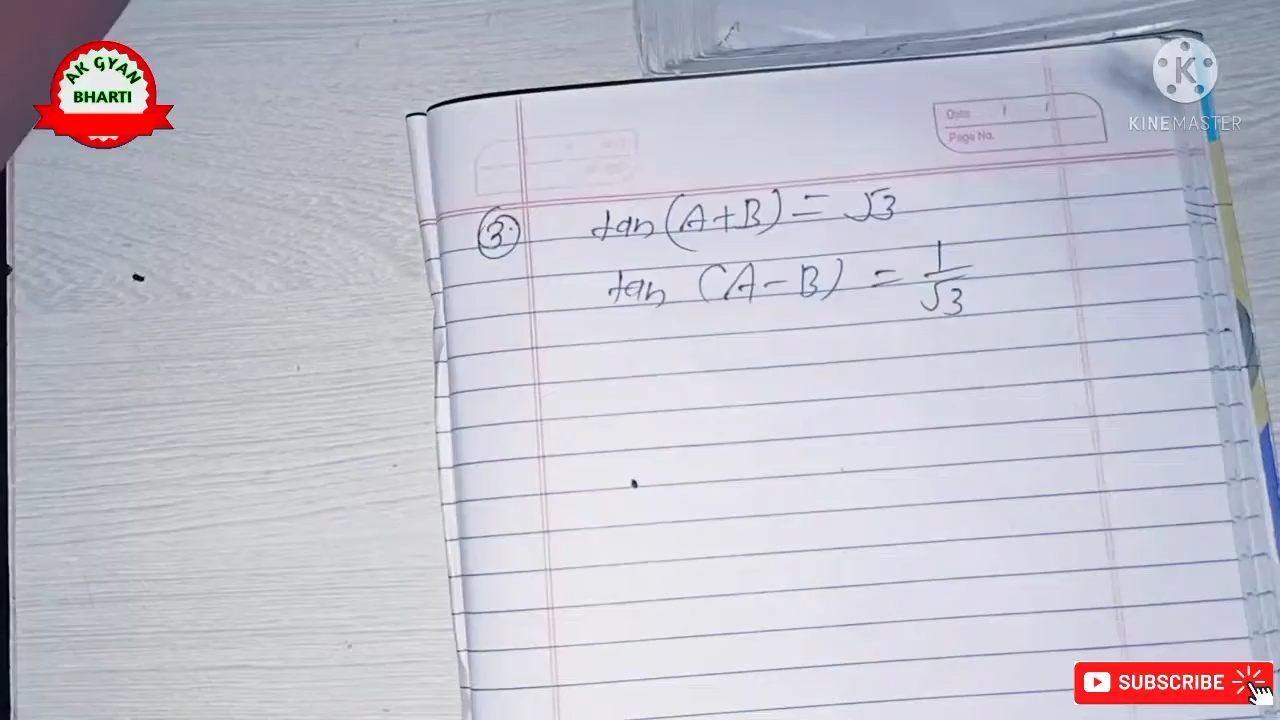 AK GYAN
BHARTI
K
KINEMASTER
Date / /
Page No.
③ tan(A+B) = √3
tan (A-B) = 1/√3
SUBSCRIBE